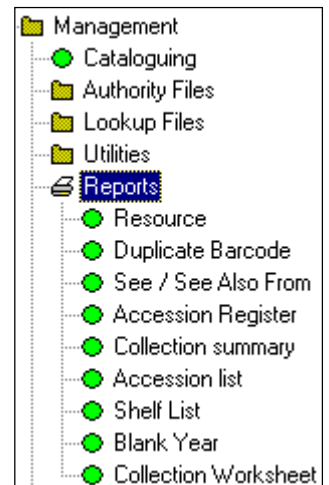 Management
Cataloguing
Authority Files
Lookup Files
Utilities
Reports
Resource
Duplicate Barcode
See / See Also From
Accession Register
Collection summary
Accession list
Shelf List
Blank Year
Collection Worksheet